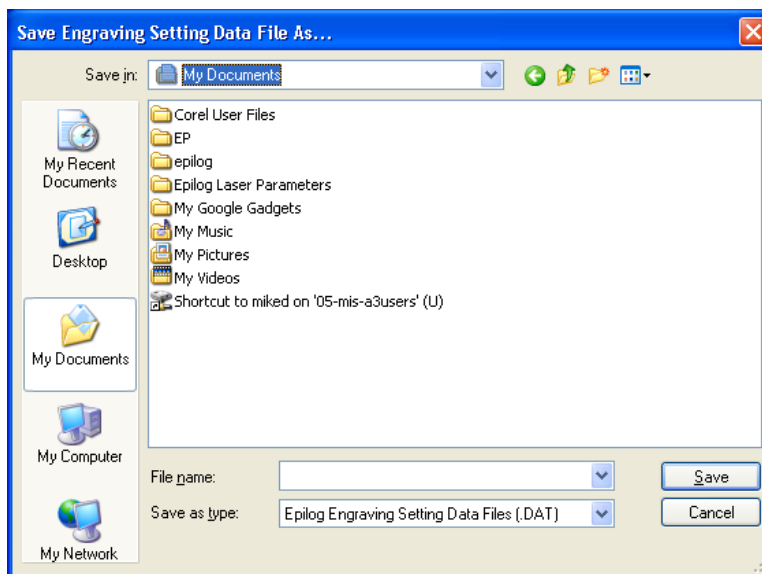 Save Engraving Setting Data File As...
Save in:
My Documents
My Recent
Documents
Desktop
My Documents
My Computer
My Network
Corel User Files
EP
epilog
Epilog Laser Parameters
My Google Gadgets
My Music
My Pictures
My Videos
Shortcut to miked on '05-mis-a3users' (U)
File name:
Save
Save as type:
Epilog Engraving Setting Data Files (.DAT)
Cancel